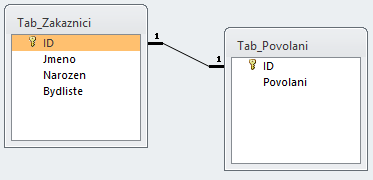 Tab_Zakaznici
ID
Jmeno
Narozen
Bydliste
1
1
Tab_Povolani
ID
Povolani